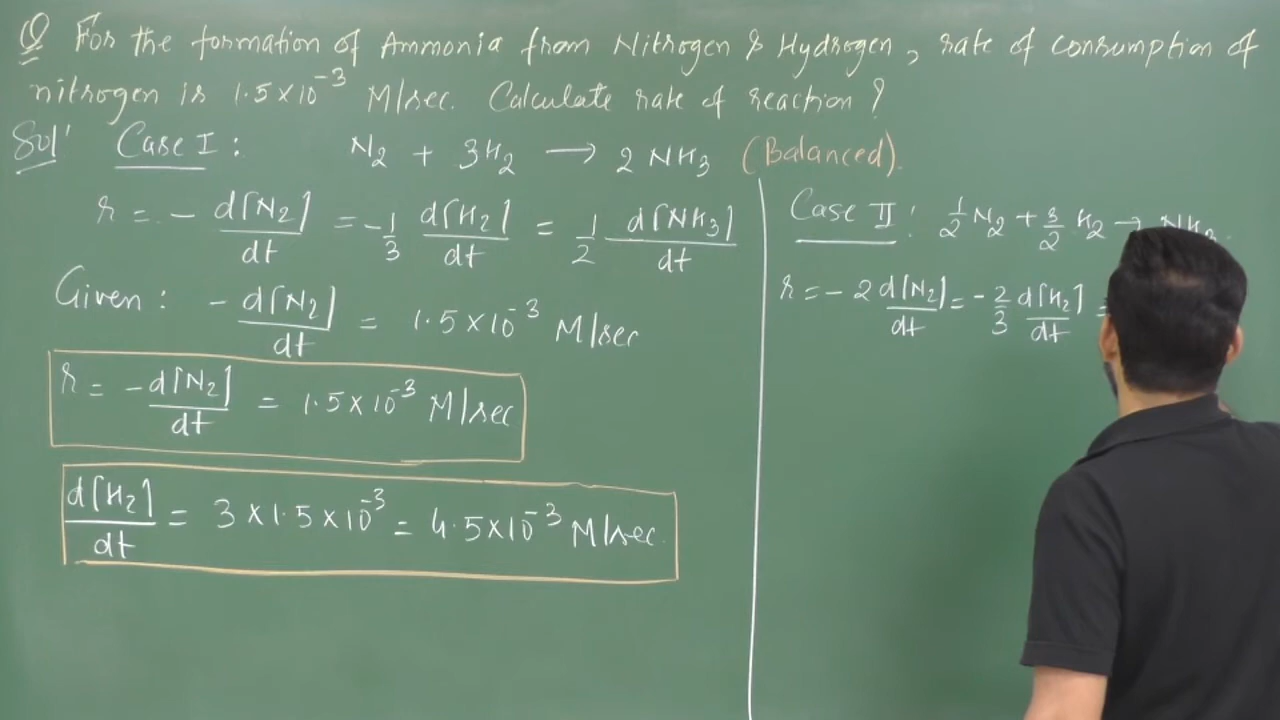 Q For the formation of Ammonia from Nitrogen & Hydrogen, rate of consumption of
nitrogen is 1.5×10⁻³ M/sec. Calculate rate of reaction?
Sol' Case I: N₂ + 3H₂ → 2NH₃ (Balanced).
r = - d[N₂]/dt = -1/3 d[H₂]/dt = 1/2 d[NH₃]/dt
Given: - d[N₂]/dt = 1.5×10⁻³ M/sec
r = -d[N₂]/dt = 1.5×10⁻³ M/sec
d[H₂]/dt = 3×1.5×10⁻³ = 4.5×10⁻³ M/sec.
Case II: 1/2 N₂ + 3/2 H₂ →
r = - 2 d[N₂]/dt = - 2/3 d[H₂]/dt =